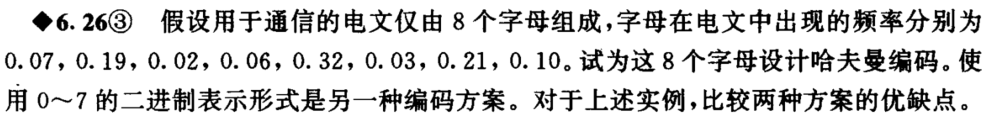 ◆6.26③ 假设用于通信的电文仅由8个字母组成,字母在电文中出现的频率分别为
0.07, 0.19, 0.02, 0.06, 0.32, 0.03, 0.21, 0.10。试为这8个字母设计哈夫曼编码。使
用0～7的二进制表示形式是另一种编码方案。对于上述实例,比较两种方案的优缺点。